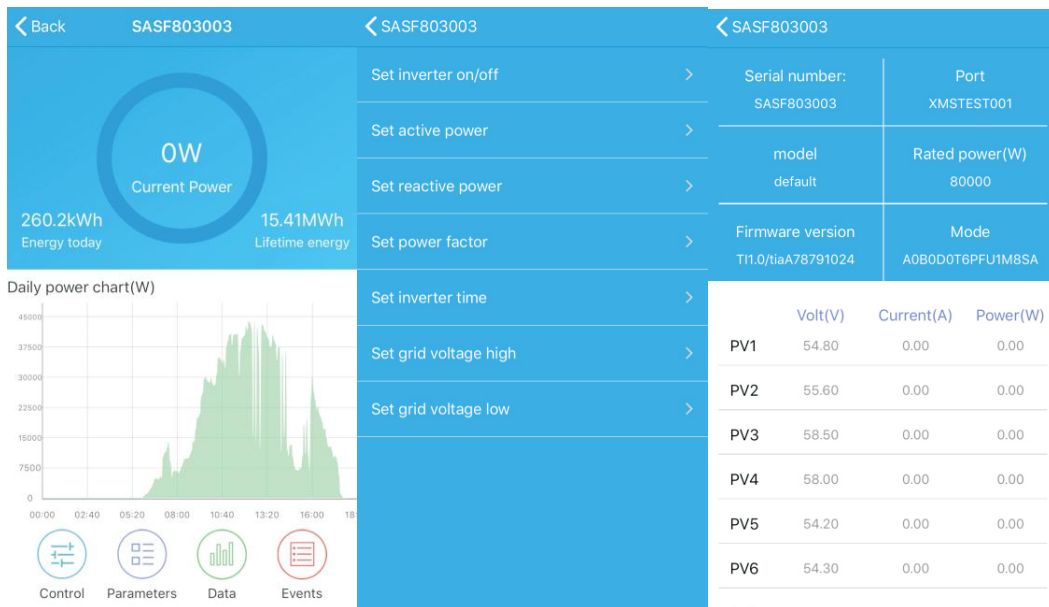 Back SASF803003
0W
Current Power
260.2kWh 15.41MWh
Energy today Lifetime energy
Daily power chart(W)
45000
37500
30000
22500
15000
7500
0
00:00 02:40 05:20 08:00 10:40 13:20 16:00 18:
Control Parameters Data Events
SASF803003
Set inverter on/off
Set active power
Set reactive power
Set power factor
Set inverter time
Set grid voltage high
Set grid voltage low
SASF803003
Serial number: Port
SASF803003 XMSTEST001
model Rated power(W)
default 80000
Firmware version Mode
TI1.0/tiaA78791024 A0B0D0T6PFU1M8SA
Volt(V) Current(A) Power(W)
PV1 54.80 0.00 0.00
PV2 55.60 0.00 0.00
PV3 58.50 0.00 0.00
PV4 58.00 0.00 0.00
PV5 54.20 0.00 0.00
PV6 54.30 0.00 0.00